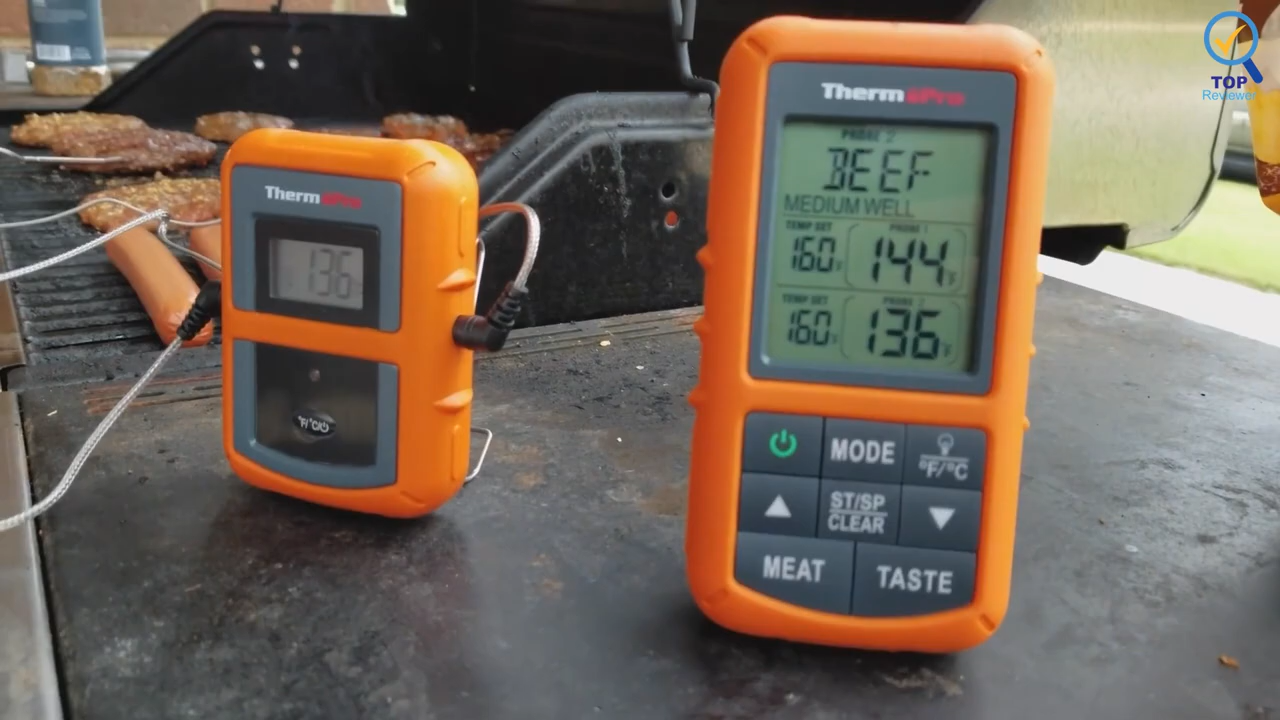 TOP
Reviewer
ThermoPro
136°F
°F/°C/⏻
ThermoPro
PROBE 2
BEEF
MEDIUM WELL
TEMP SET
PROBE 1
160°F
144°F
TEMP SET
PROBE 2
160°F
136°F
MODE
°F/°C
ST/SP
CLEAR
MEAT
TASTE